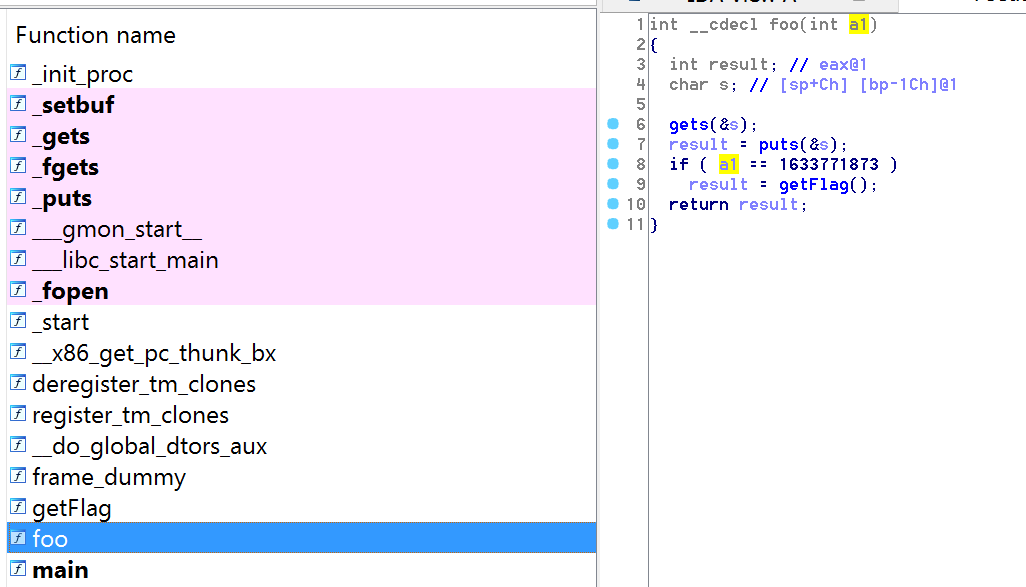 Function name
_init_proc
_setbuf
_gets
_fgets
_puts
___gmon_start__
___libc_start_main
_fopen
_start
__x86_get_pc_thunk_bx
deregister_tm_clones
register_tm_clones
__do_global_dtors_aux
frame_dummy
getFlag
foo
main
1 int __cdecl foo(int a1)
2 {
3 int result; // eax@1
4 char s; // [sp+Ch] [bp-1Ch]@1
5
6 gets(&s);
7 result = puts(&s);
8 if ( a1 == 1633771873 )
9 result = getFlag();
10 return result;
11 }